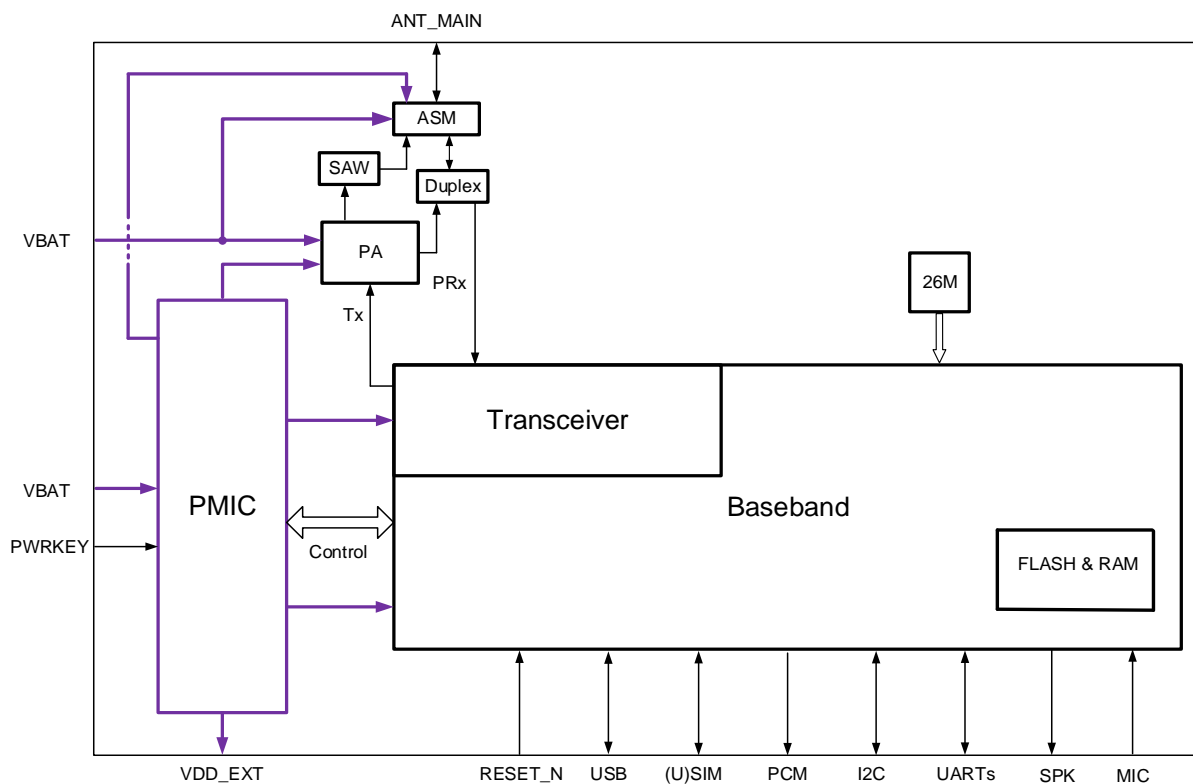 ANT_MAIN
ASM
SAW
Duplex
VBAT
PA
PRx
26M
Tx
Transceiver
VBAT
PMIC
Baseband
PWRKEY
Control
FLASH & RAM
VDD_EXT
RESET_N
USB
(U)SIM
PCM
I2C
UARTs
SPK
MIC